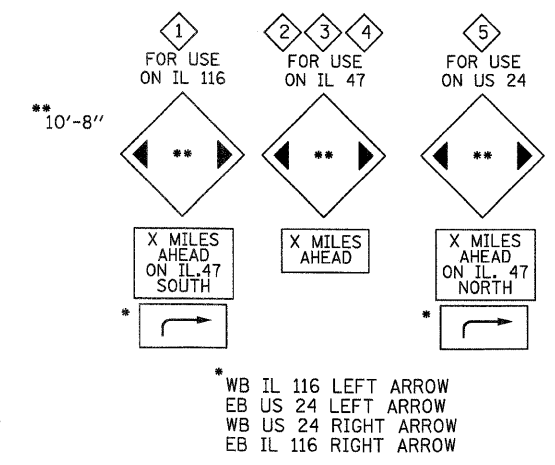 1
FOR USE
ON IL 116
2 3 4
FOR USE
ON IL 47
5
FOR USE
ON US 24
**
10'-8"
**
**
**
X MILES
AHEAD
ON IL.47
SOUTH
X MILES
AHEAD
X MILES
AHEAD
ON IL. 47
NORTH
*
*
*
WB IL 116 LEFT ARROW
EB US 24 LEFT ARROW
WB US 24 RIGHT ARROW
EB IL 116 RIGHT ARROW